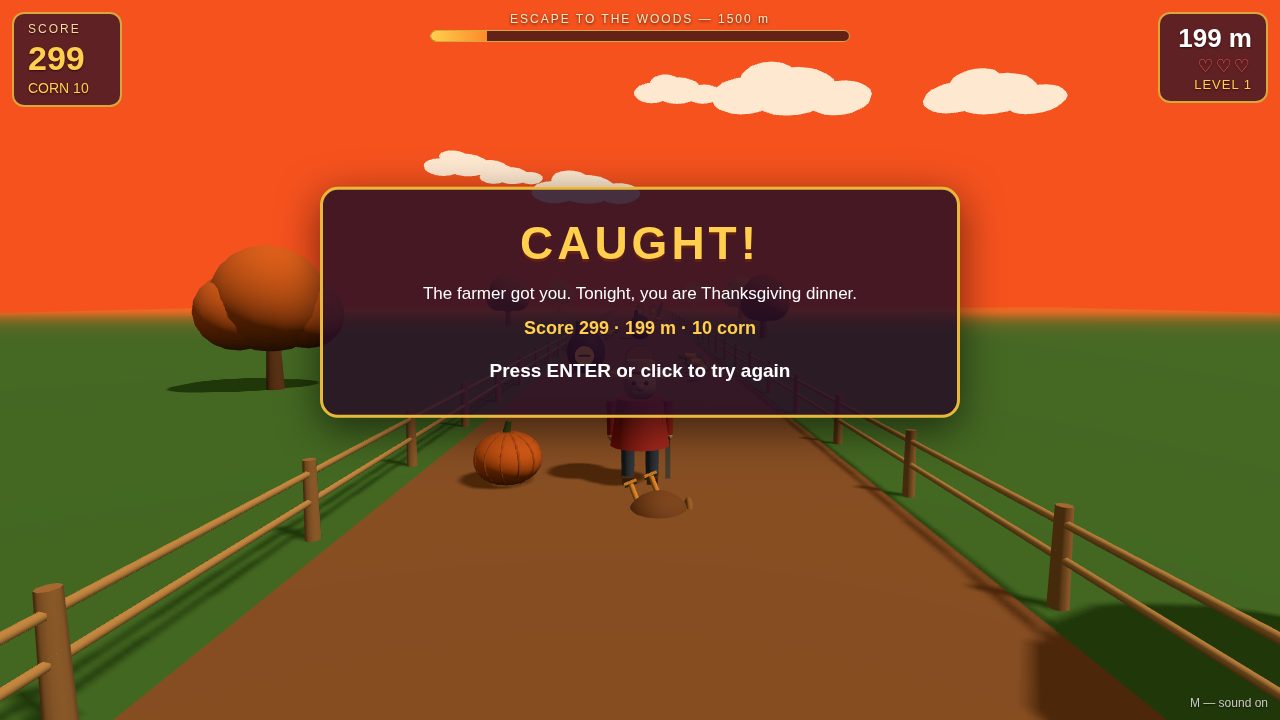 SCORE
299
CORN 10
ESCAPE TO THE WOODS — 1500 m
199 m
♡♡♡
LEVEL 1
CAUGHT!
The farmer got you. Tonight, you are Thanksgiving dinner.
Score 299 · 199 m · 10 corn
Press ENTER or click to try again
M — sound on